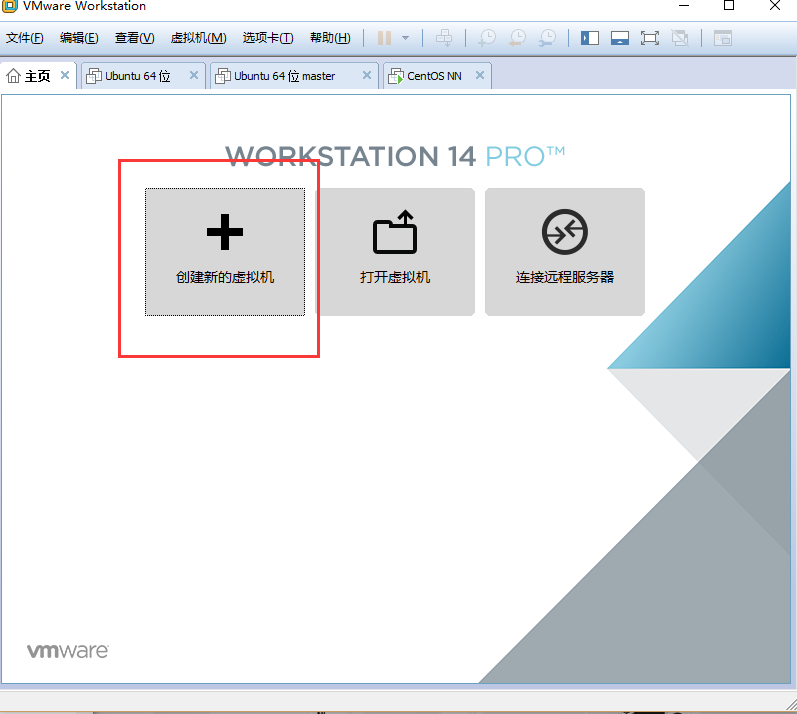 VMware Workstation
文件(F) 编辑(E) 查看(V) 虚拟机(M) 选项卡(T) 帮助(H)
主页 Ubuntu 64 位 Ubuntu 64 位 master CentOS NN
WORKSTATION 14 PRO™
创建新的虚拟机 打开虚拟机 连接远程服务器
vmware